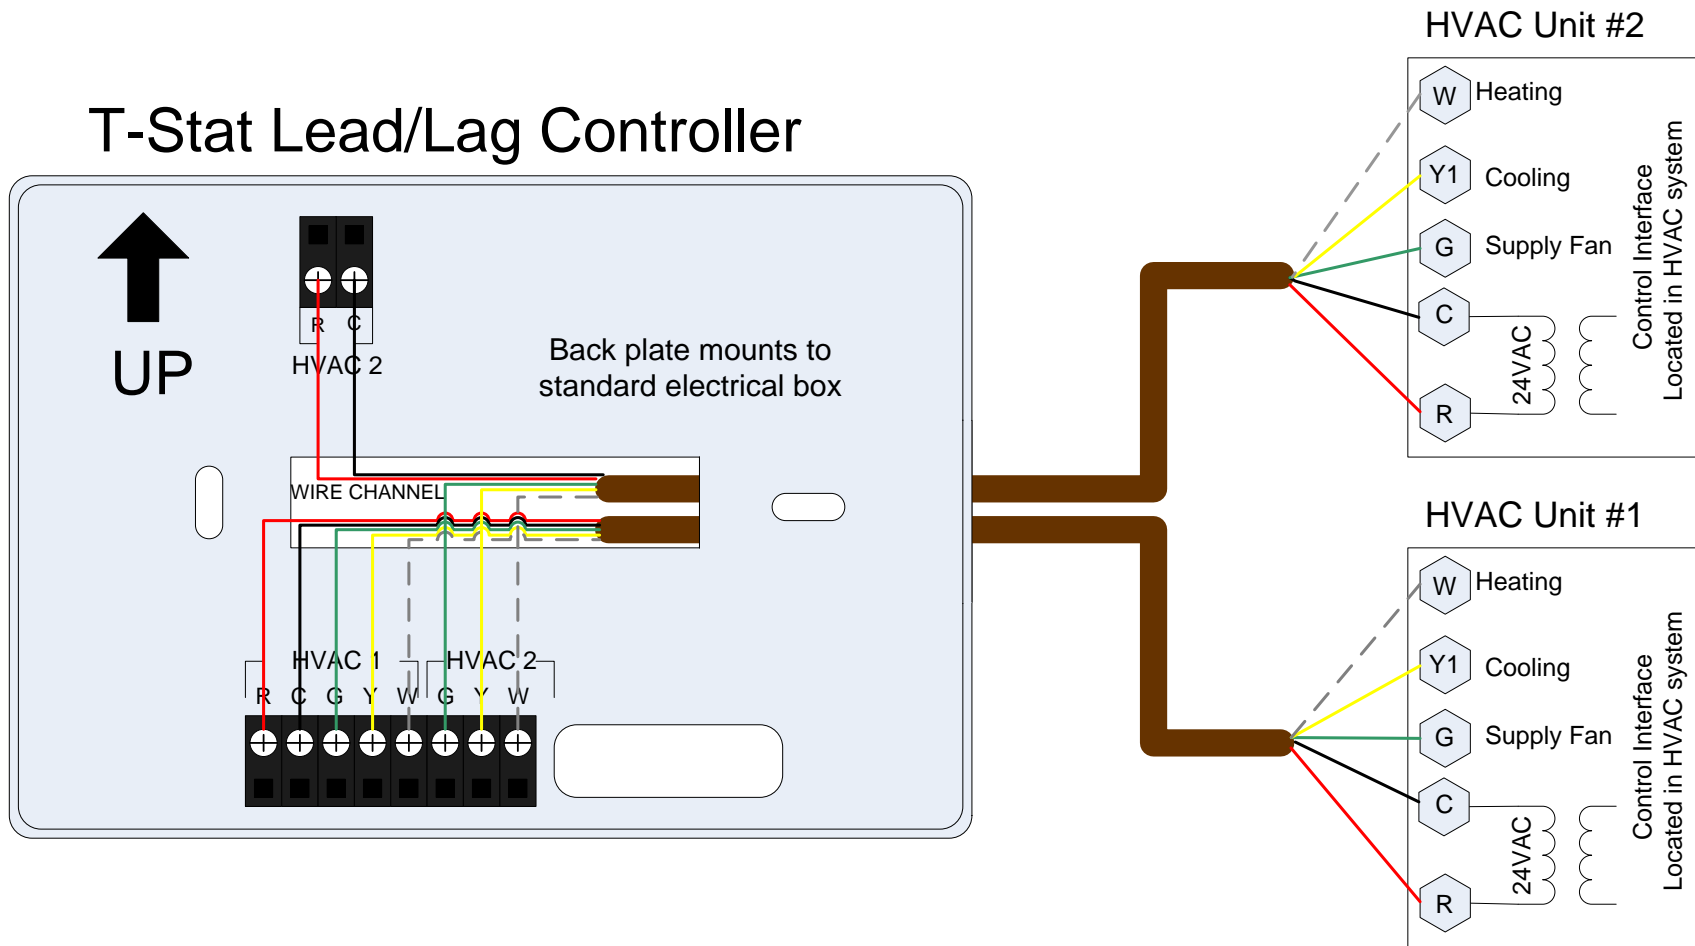 T-Stat Lead/Lag Controller
UP
R C
HVAC 2
Back plate mounts to
standard electrical box
WIRE CHANNEL
HVAC 1 HVAC 2
R C G Y W G Y W
HVAC Unit #2
W Heating
Y1 Cooling
G Supply Fan
C
R
24VAC
Control Interface
Located in HVAC system
HVAC Unit #1
W Heating
Y1 Cooling
G Supply Fan
C
R
24VAC
Control Interface
Located in HVAC system